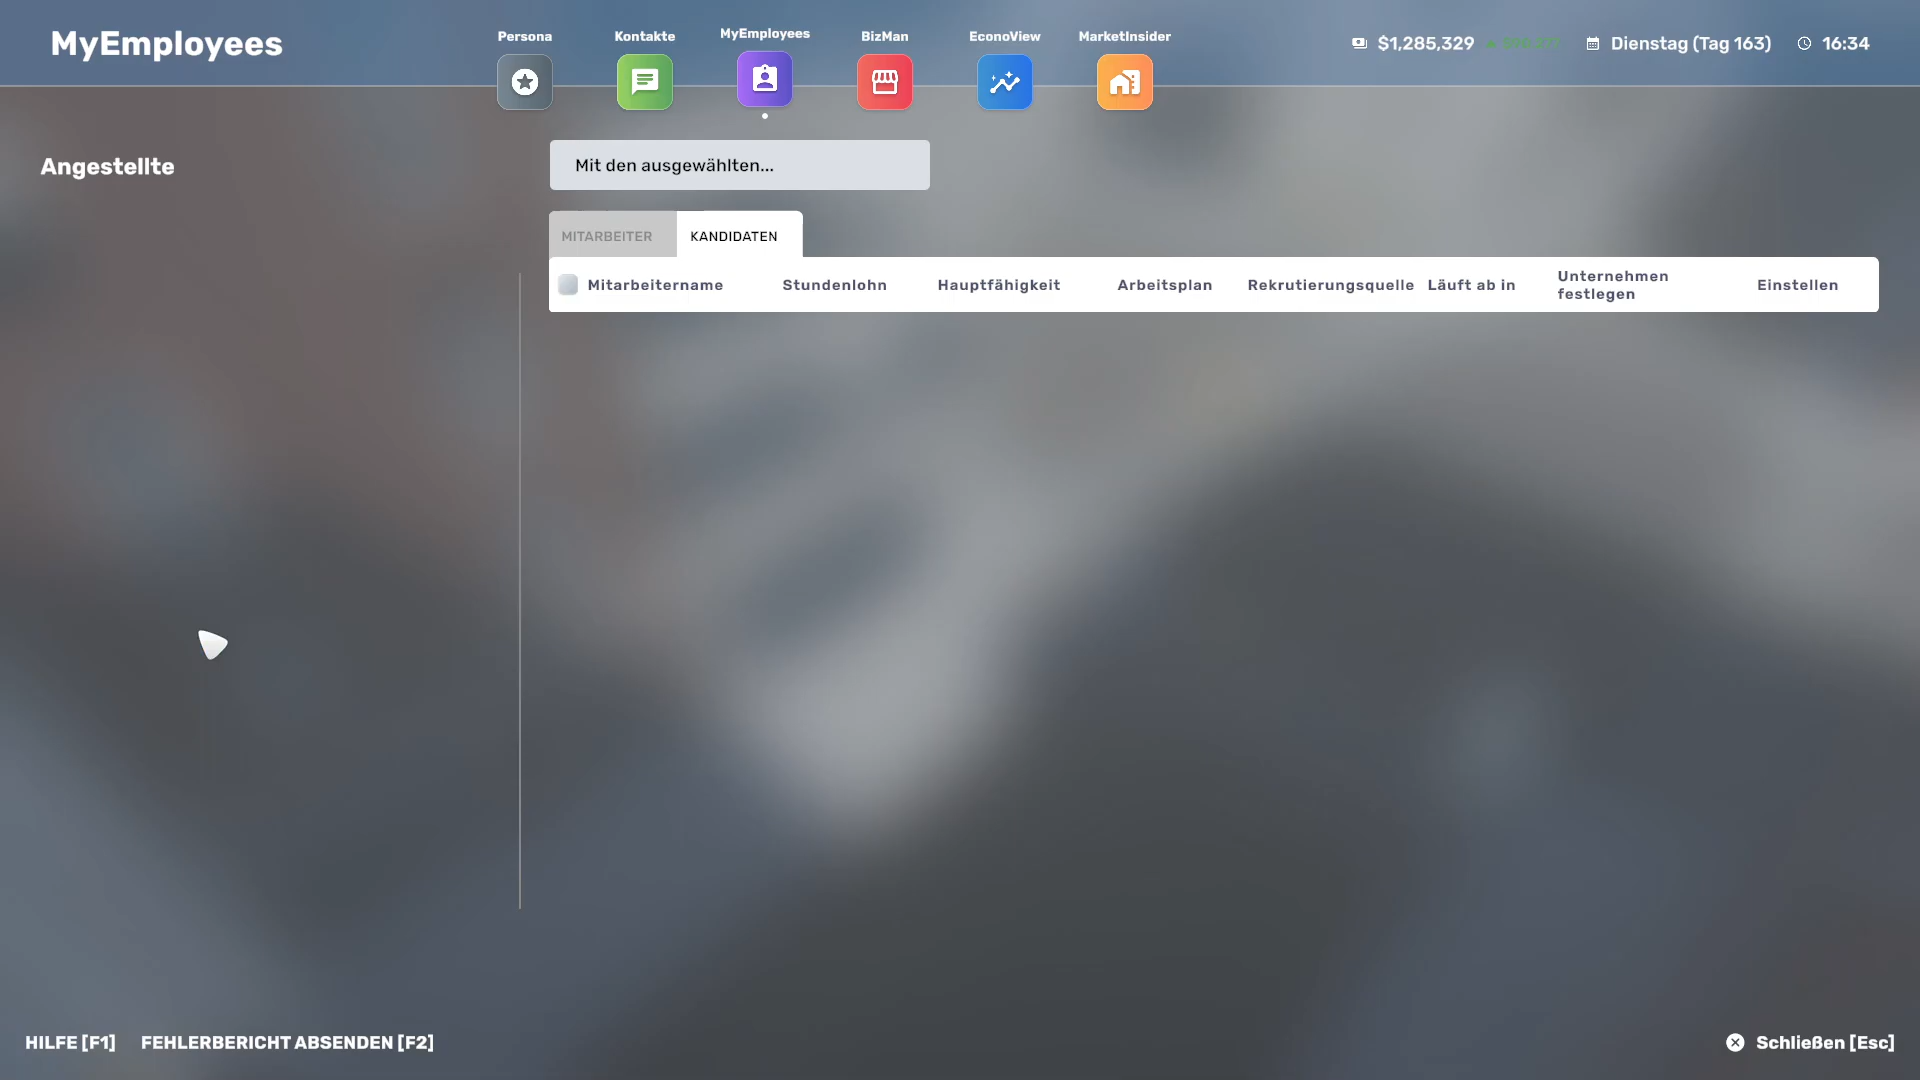 MyEmployees
Persona
Kontakte
MyEmployees
BizMan
EconoView
MarketInsider
$1,285,329
Dienstag (Tag 163)
16:34
Angestellte
Mit den ausgewählten...
MITARBEITER
KANDIDATEN
Mitarbeitername
Stundenlohn
Hauptfähigkeit
Arbeitsplan
Rekrutierungsquelle
Läuft ab in
Unternehmen
festlegen
Einstellen
HILFE [F1]
FEHLERBERICHT ABSENDEN [F2]
Schließen [Esc]